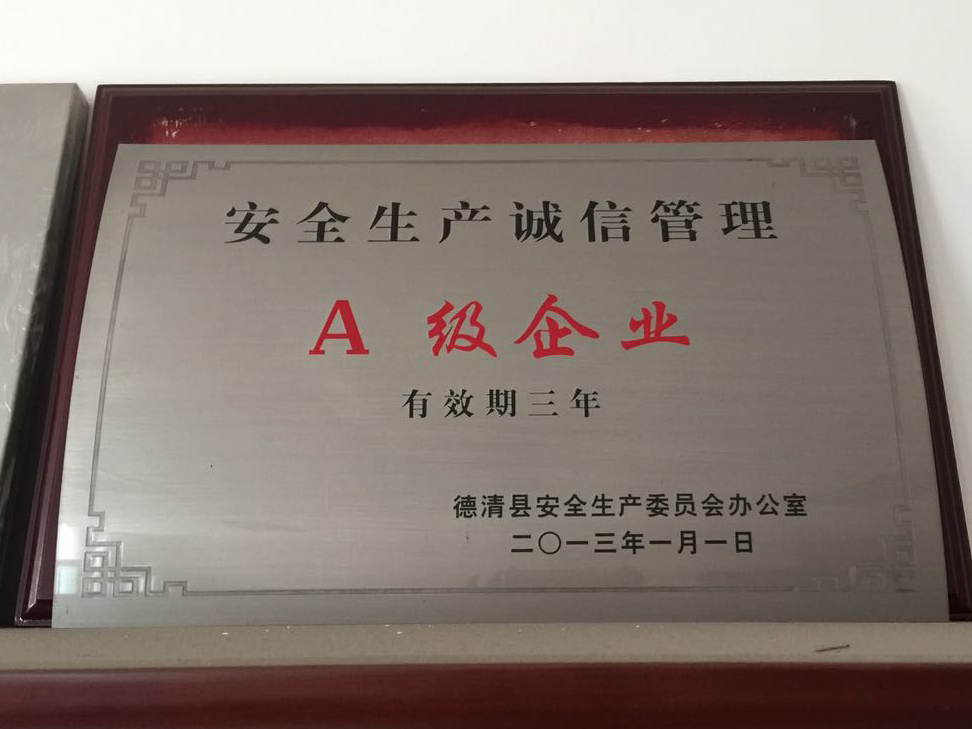 安全生产诚信管理
A 级企业
有效期三年
德清县安全生产委员会办公室
二〇一三年一月一日